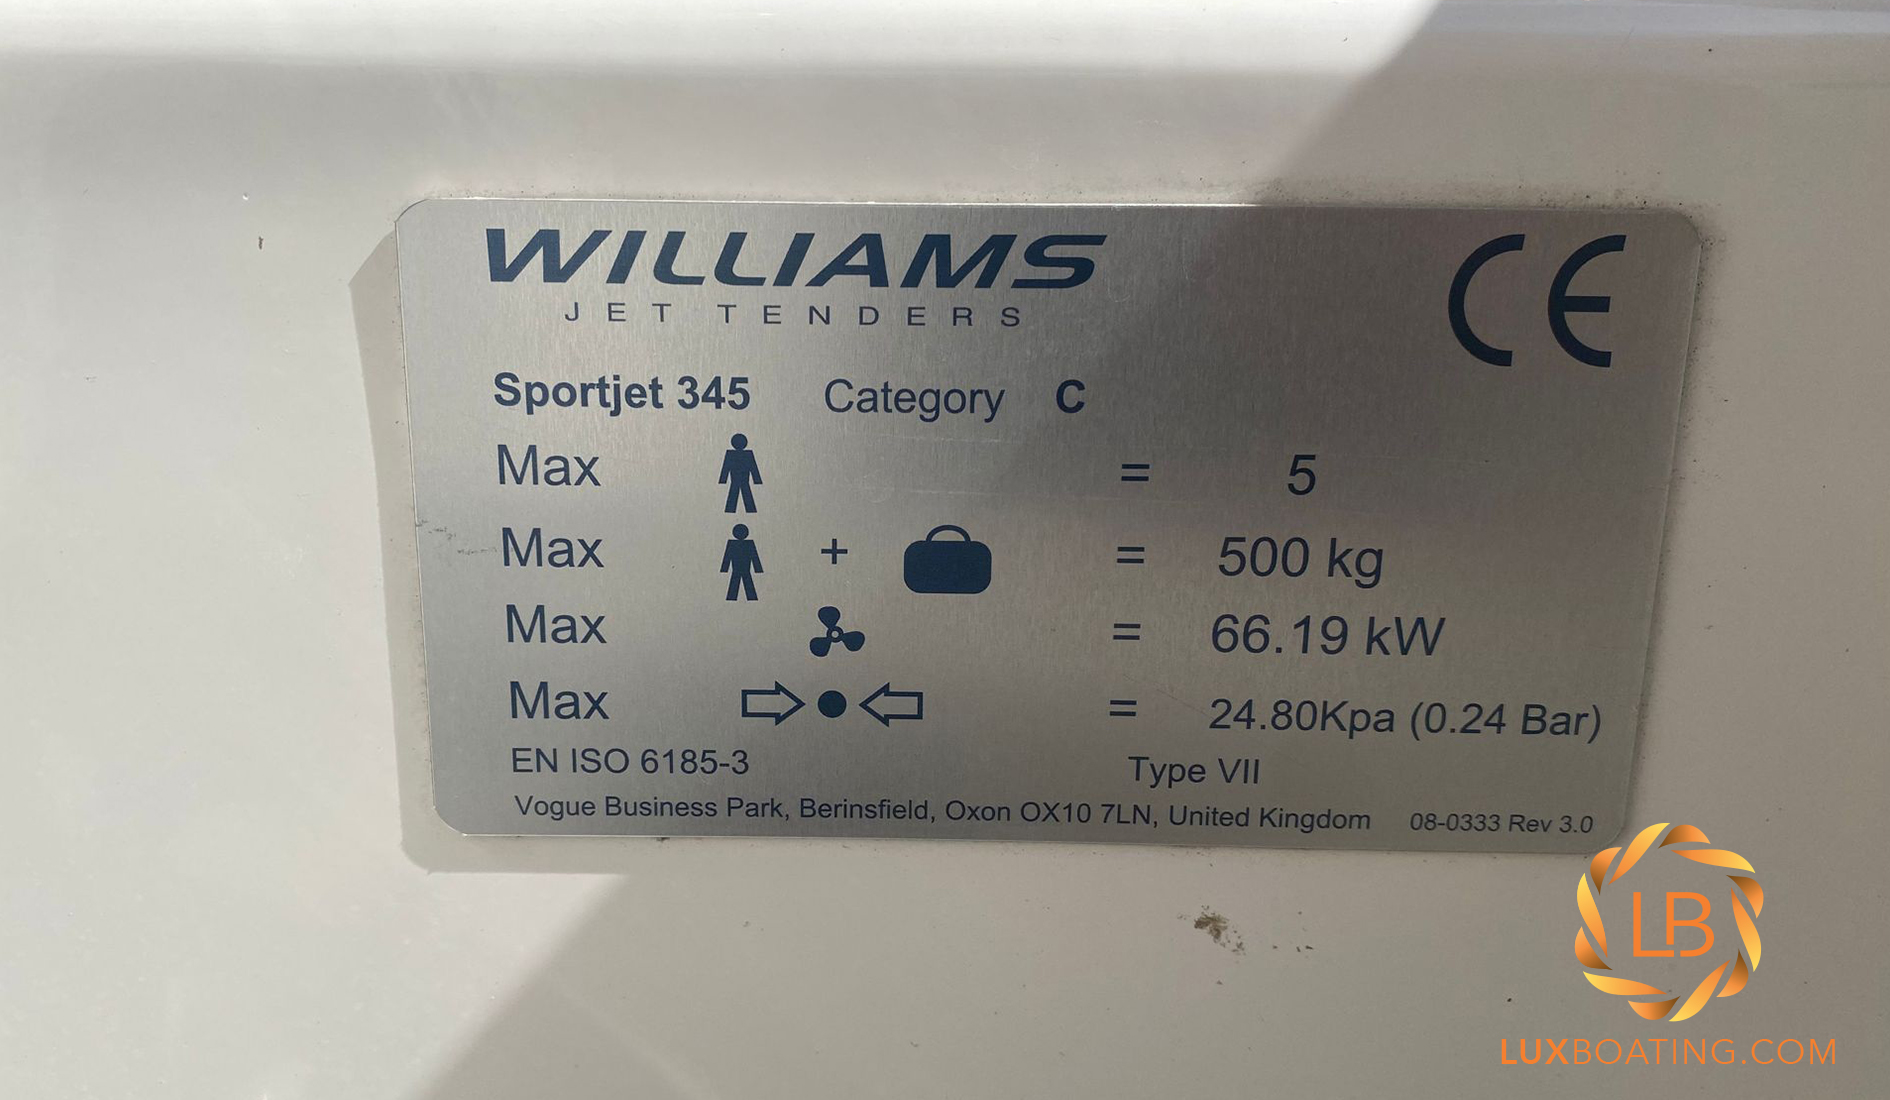 WILLIAMS
JET TENDERS
CE
Sportjet 345 Category C
Max = 5
Max + = 500 kg
Max = 66.19 kW
Max = 24.80Kpa (0.24 Bar)
EN ISO 6185-3 Type VII
Vogue Business Park, Berinsfield, Oxon OX10 7LN, United Kingdom 08-0333 Rev 3.0
LB
LUXBOATING.COM